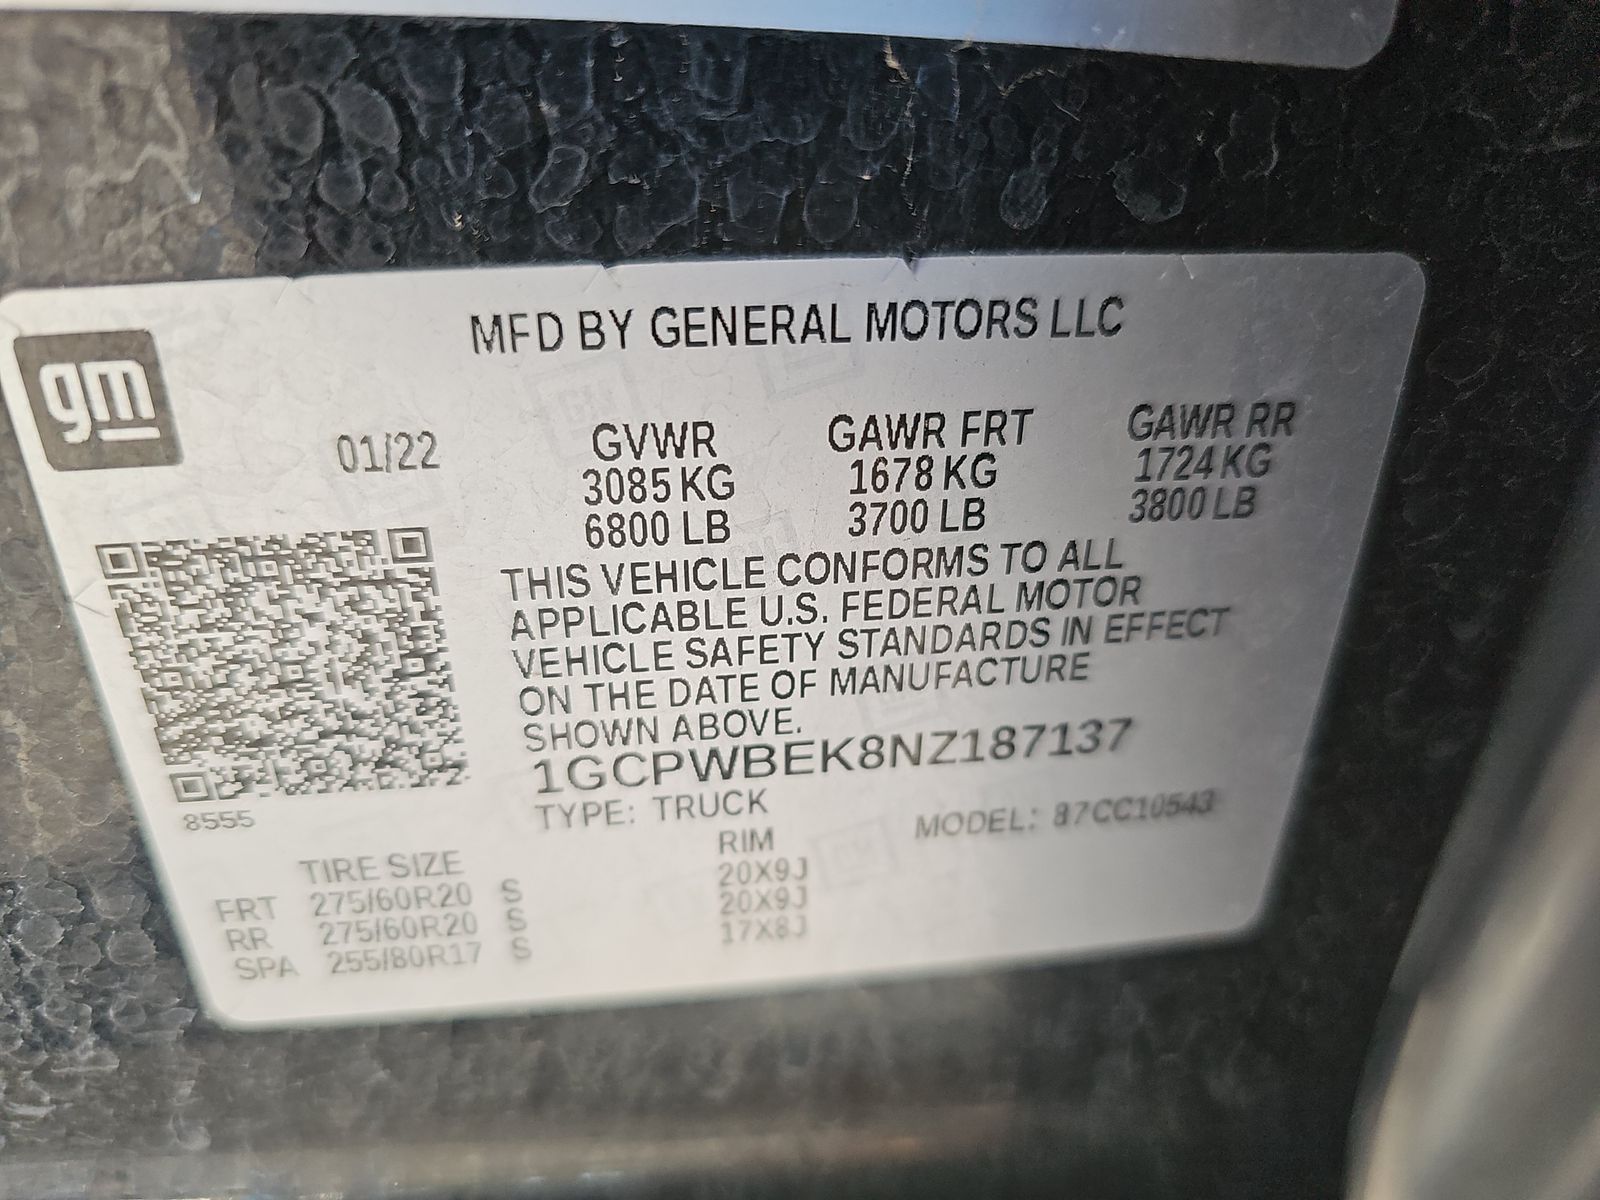 MFD BY GENERAL MOTORS LLC
gm
01/22
GVWR GAWR FRT GAWR RR
3085 KG 1678 KG 1724 KG
6800 LB 3700 LB 3800 LB
THIS VEHICLE CONFORMS TO ALL
APPLICABLE U.S. FEDERAL MOTOR
VEHICLE SAFETY STANDARDS IN EFFECT
ON THE DATE OF MANUFACTURE
SHOWN ABOVE.
1GCPWBEK8NZ187137
8555
TYPE: TRUCK MODEL: 87CC10543
TIRE SIZE RIM
FRT 275/60R20 S 20X9J
RR 275/60R20 S 20X9J
SPA 255/80R17 S 17X8J